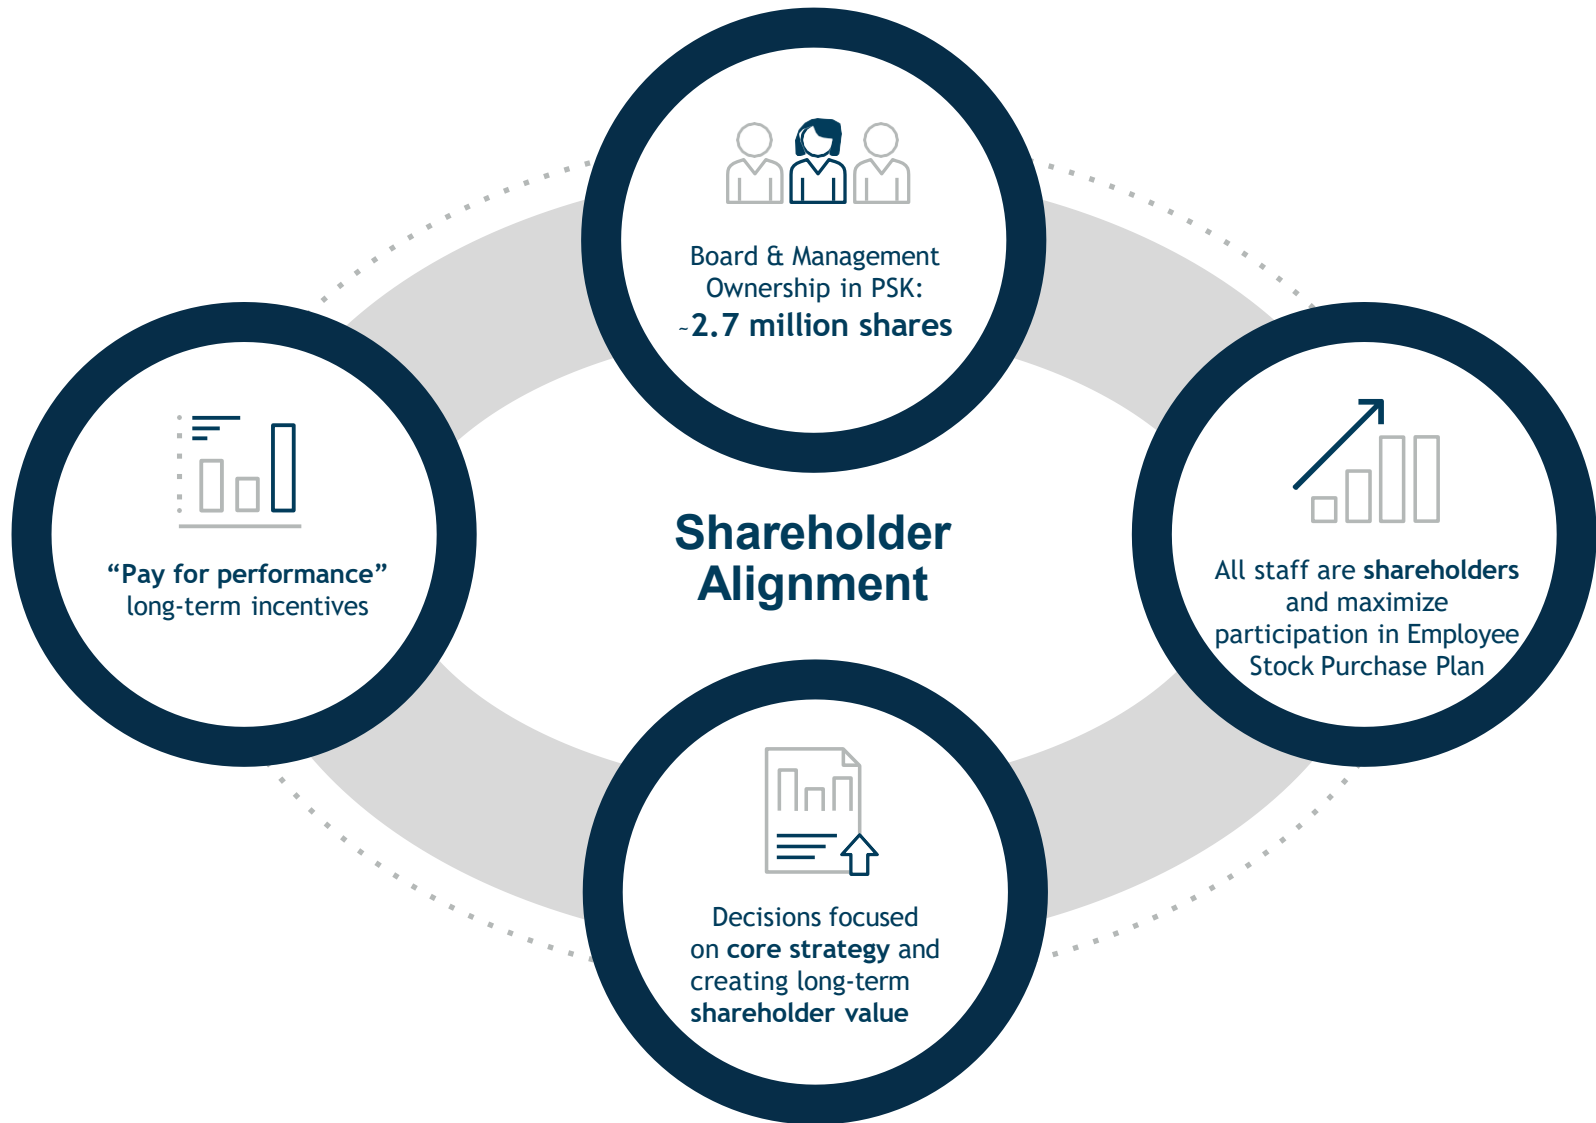 Board & Management
Ownership in PSK:
~2.7 million shares
“Pay for performance”
long-term incentives
Shareholder
Alignment
All staff are shareholders
and maximize
participation in Employee
Stock Purchase Plan
Decisions focused
on core strategy and
creating long-term
shareholder value